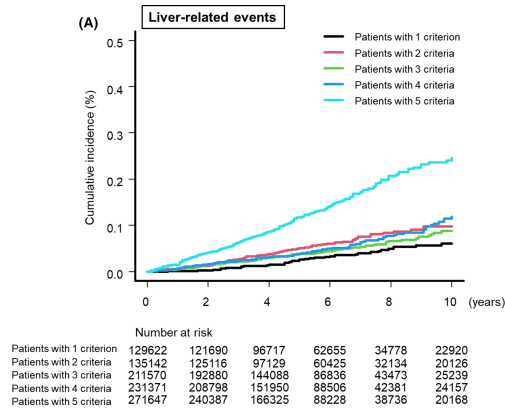 (A)
Liver-related events
Patients with 1 criterion
Patients with 2 criteria
Patients with 3 criteria
Patients with 4 criteria
Patients with 5 criteria
Cumulative incidence (%)
0.5
0.4
0.3
0.2
0.1
0.0
0 2 4 6 8 10 (years)
Number at risk
Patients with 1 criterion 129622 121690 96717 62655 34778 22920
Patients with 2 criteria 135142 125116 97129 60425 32134 20126
Patients with 3 criteria 211570 192880 144088 86836 43473 25239
Patients with 4 criteria 231371 208798 151950 88506 42381 24157
Patients with 5 criteria 271647 240387 166325 88228 38736 20168